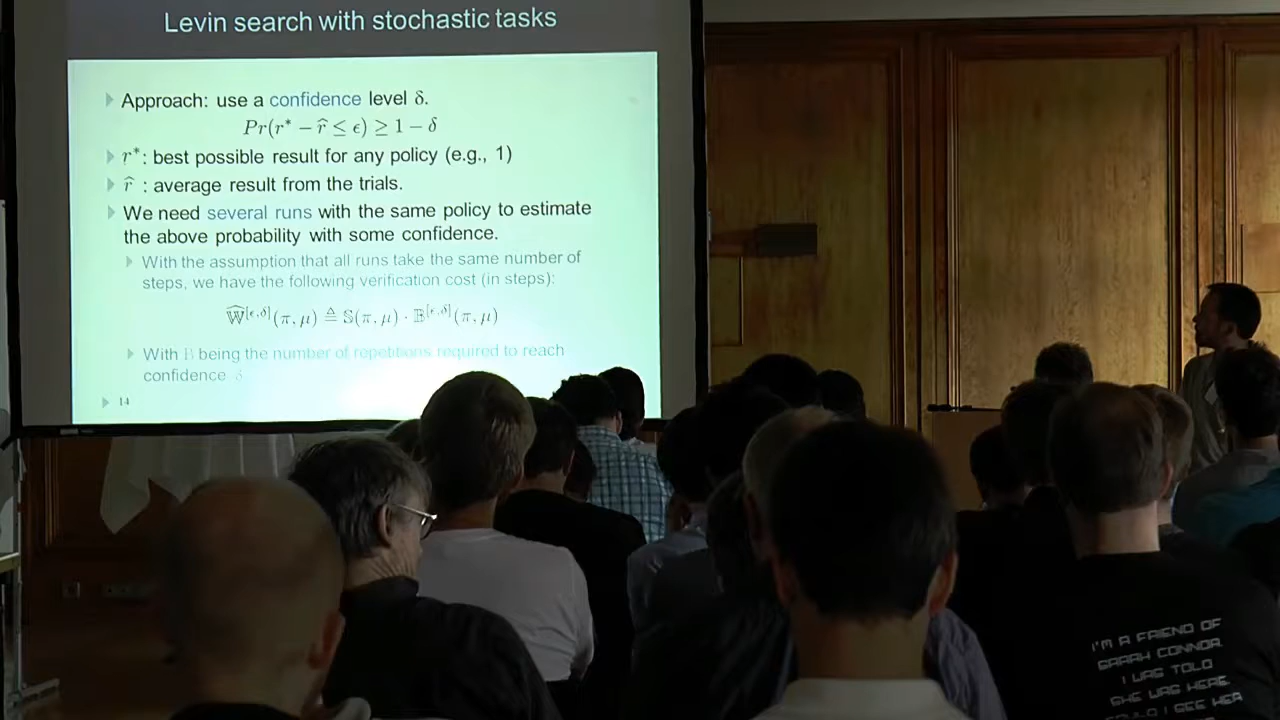 Levin search with stochastic tasks
Approach: use a confidence level δ.
Pr(r* − r̂ ≤ ϵ) ≥ 1 − δ
r*: best possible result for any policy (e.g., 1)
r̂ : average result from the trials.
We need several runs with the same policy to estimate
the above probability with some confidence.
With the assumption that all runs take the same number of
steps, we have the following verification cost (in steps):
𝕎̂[ϵ,δ](π, μ) ≜ 𝕊(π, μ) · 𝔹[ϵ,δ](π, μ)
With 𝔹 being the number of repetitions required to reach
confidence δ
14
I'M A FRIEND OF
SARAH CONNOR.
I WAS TOLD
SHE WAS HERE.
COULD I SEE HER